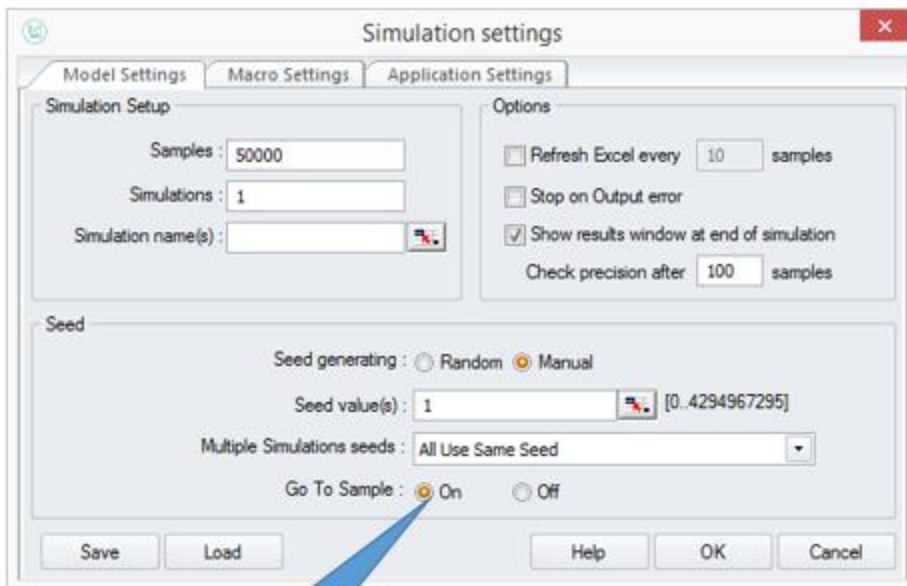 Simulation settings
Model Settings Macro Settings Application Settings
Simulation Setup
Samples : 50000
Simulations : 1
Simulation name(s) :
Options
Refresh Excel every 10 samples
Stop on Output error
Show results window at end of simulation
Check precision after 100 samples
Seed
Seed generating : Random Manual
Seed value(s) : 1 [0..4294967295]
Multiple Simulations seeds : All Use Same Seed
Go To Sample : On Off
Save Load Help OK Cancel